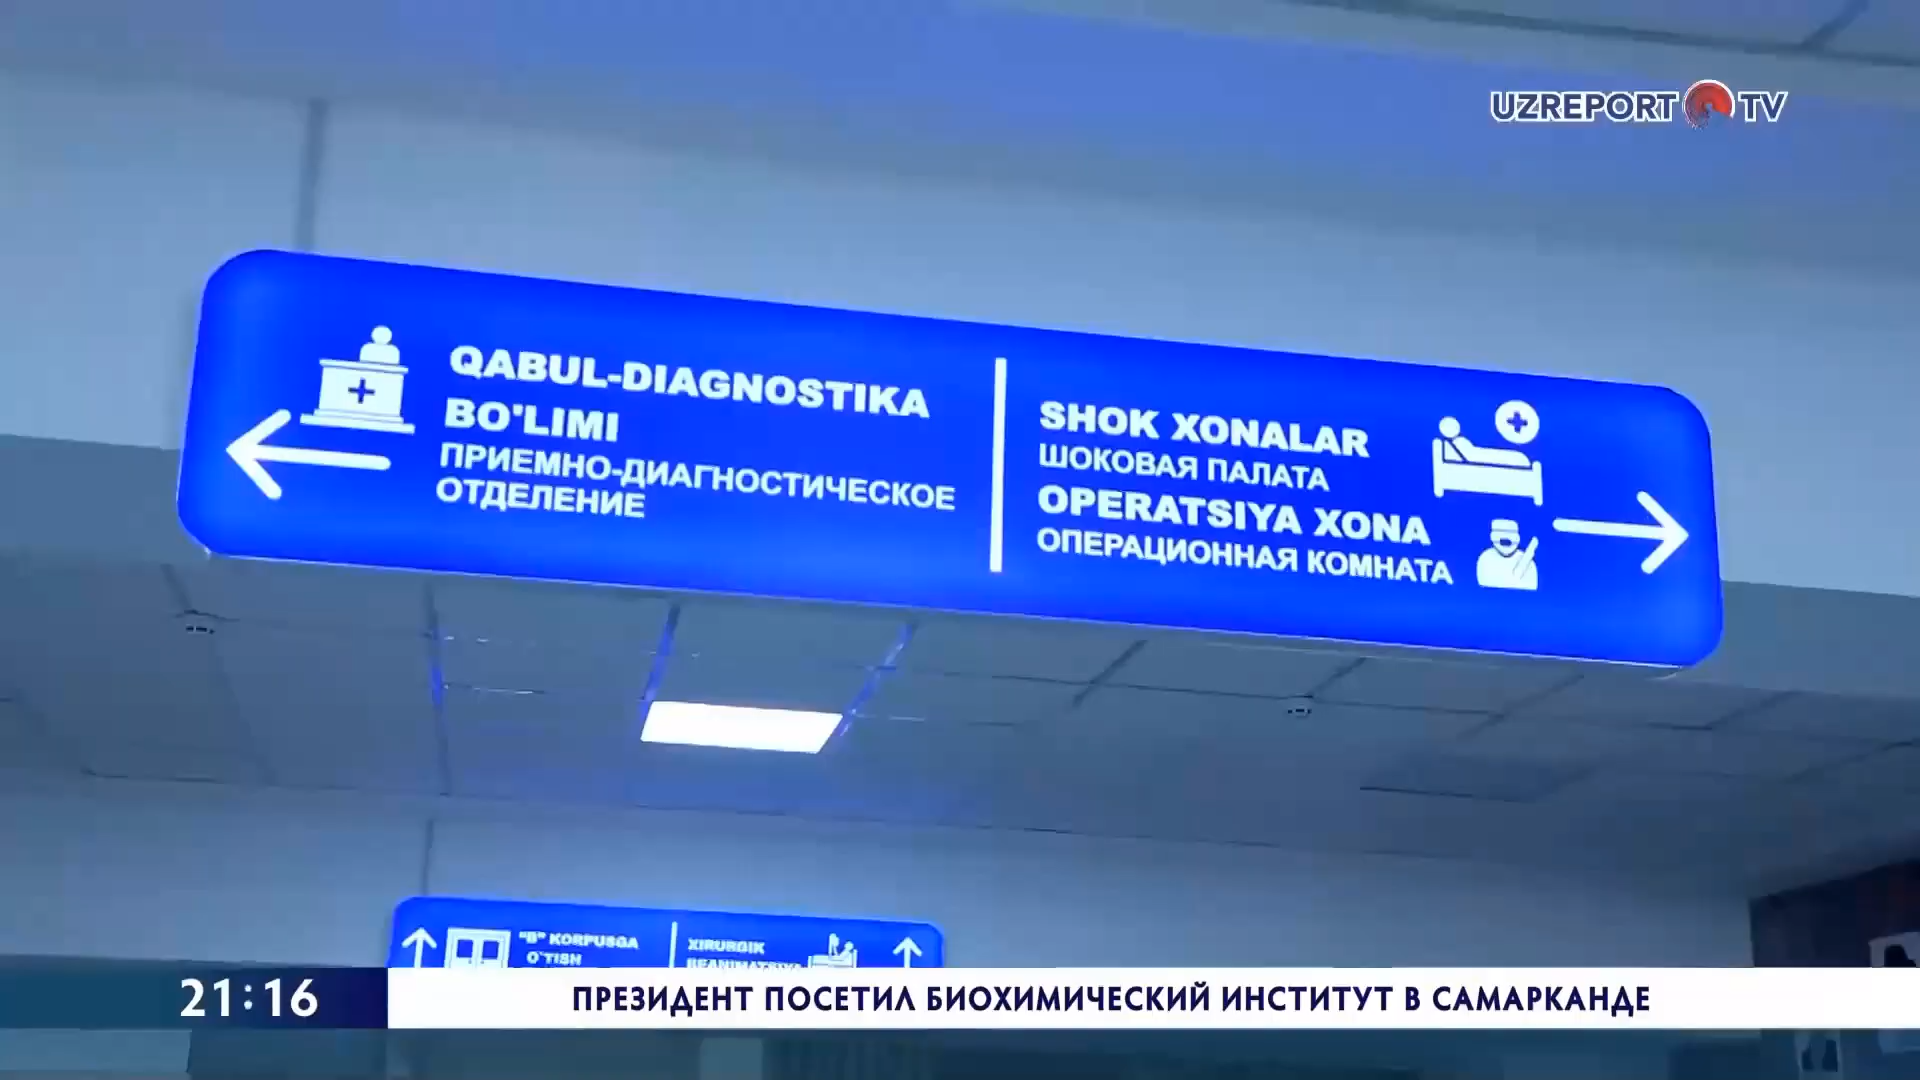 UZREPORT TV
QABUL-DIAGNOSTIKA
BO'LIMI
ПРИЕМНО-ДИАГНОСТИЧЕСКОЕ
ОТДЕЛЕНИЕ
SHOK XONALAR
ШОКОВАЯ ПАЛАТА
OPERATSIYA XONA
ОПЕРАЦИОННАЯ КОМНАТА
"B" KORPUSGA
O`TISH
XIRURGIK
REANIMATSIYA
21:16
ПРЕЗИДЕНТ ПОСЕТИЛ БИОХИМИЧЕСКИЙ ИНСТИТУТ В САМАРКАНДЕ